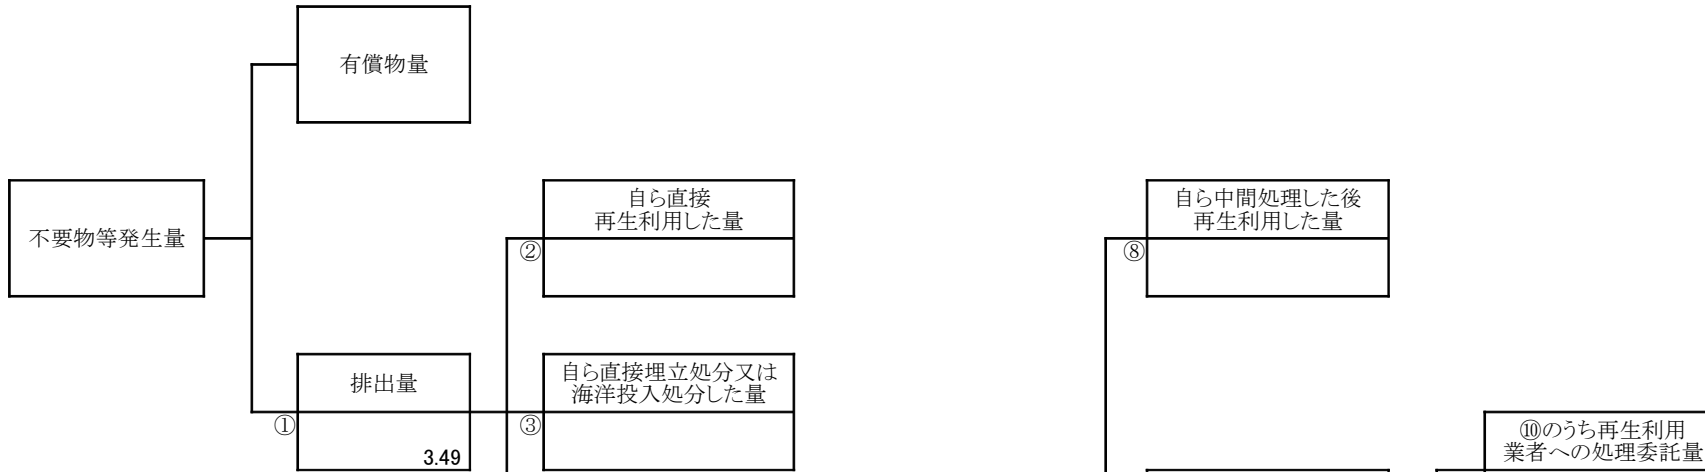 有償物量
不要物等発生量
自ら直接
再生利用した量
②
自ら中間処理した後
再生利用した量
⑧
排出量
①
3.49
自ら直接埋立処分又は
海洋投入処分した量
③
⑩のうち再生利用
業者への処理委託量